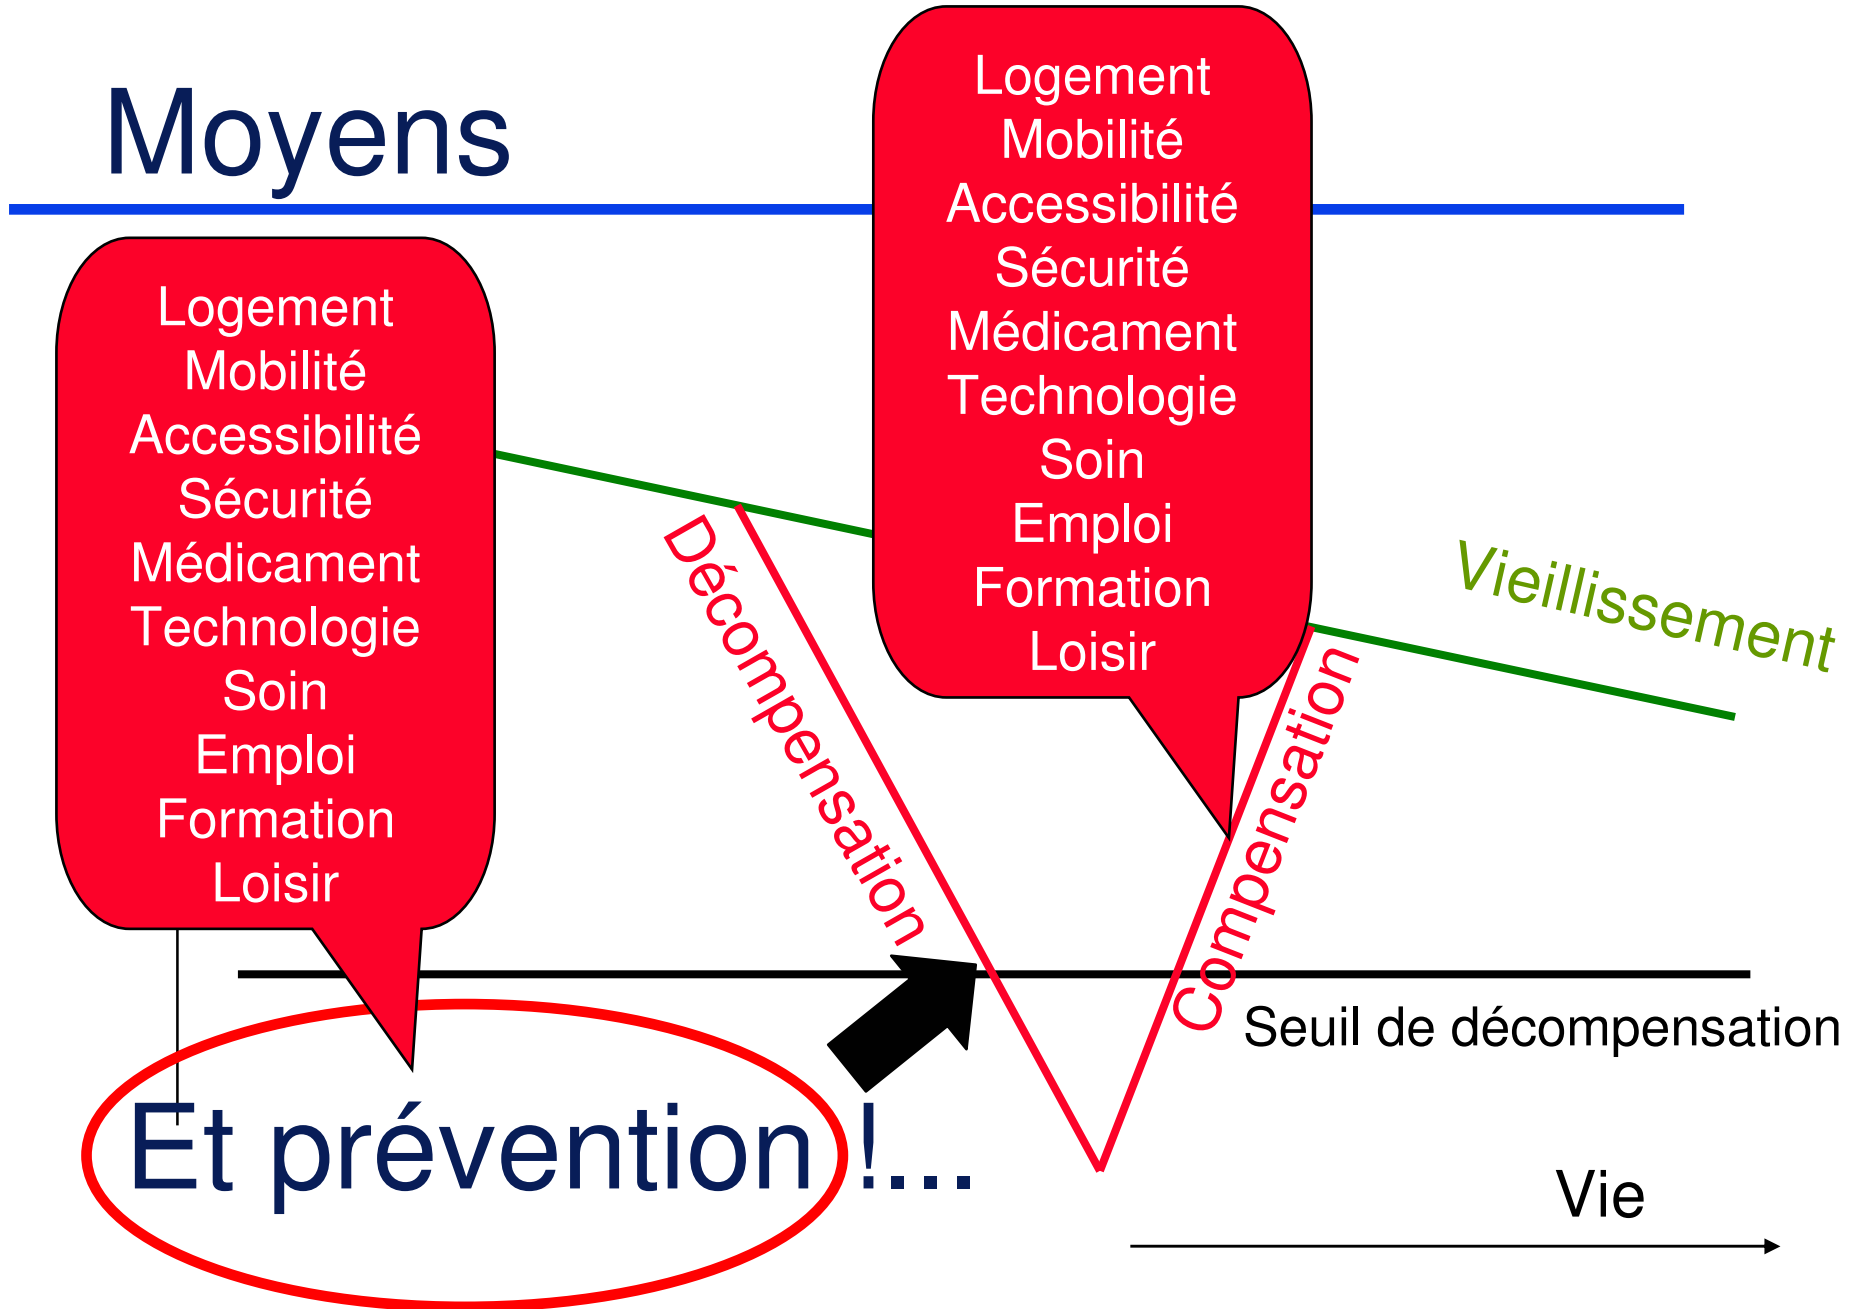 Moyens
Logement
Mobilité
Accessibilité
Sécurité
Médicament
Technologie
Soin
Emploi
Formation
Loisir
Logement
Mobilité
Accessibilité
Sécurité
Médicament
Technologie
Soin
Emploi
Formation
Loisir
Décompensation
Compensation
Vieillissement
Seuil de décompensation
Et prévention !...
Vie